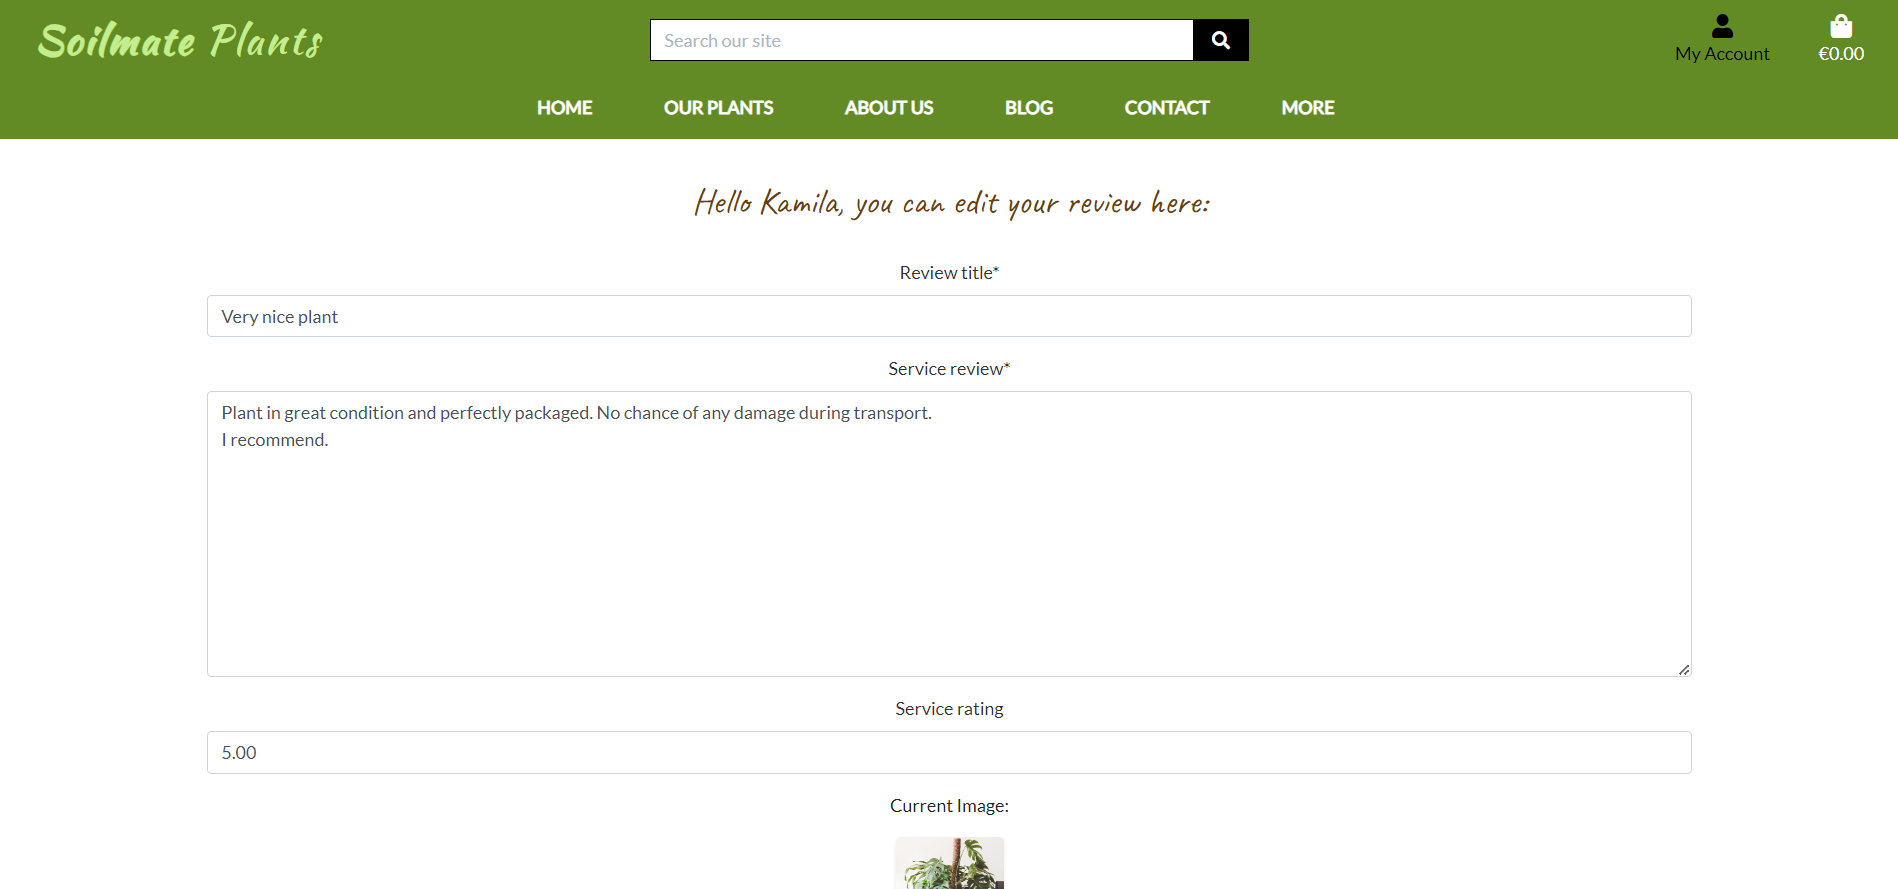 Soilmate Plants
Search our site
My Account
€0.00
HOME
OUR PLANTS
ABOUT US
BLOG
CONTACT
MORE
Hello Kamila, you can edit your review here:
Review title*
Very nice plant
Service review*
Plant in great condition and perfectly packaged. No chance of any damage during transport.
I recommend.
Service rating
5.00
Current Image: